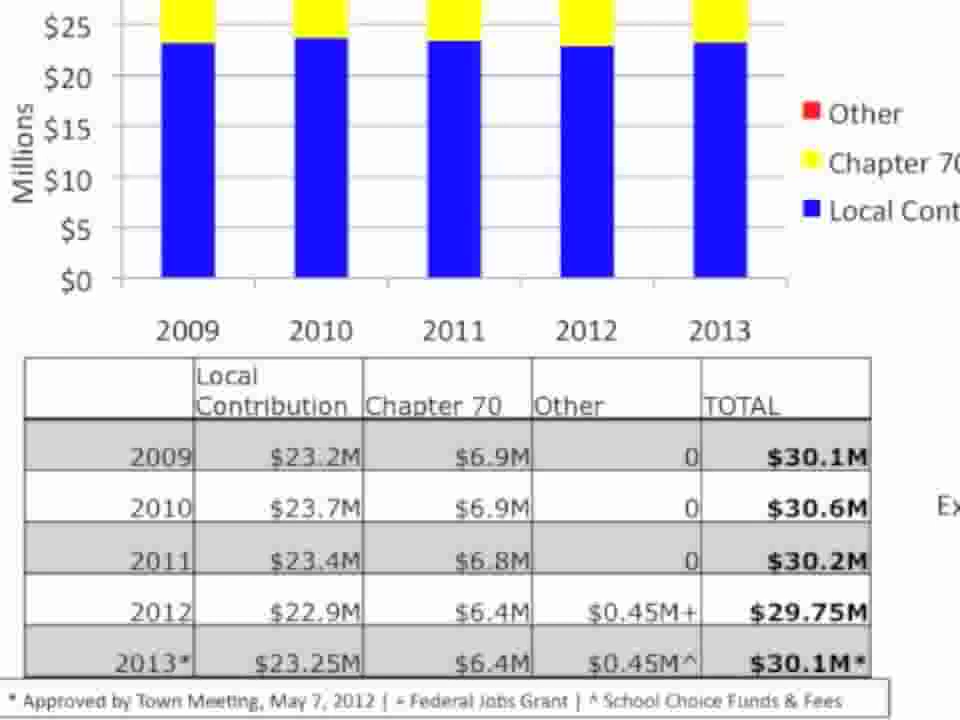 $25
$20
$15
$10
$5
$0
Millions
2009 2010 2011 2012 2013
Other
Chapter 70
Local Cont
Local
Contribution Chapter 70 Other TOTAL
2009 $23.2M $6.9M 0 $30.1M
2010 $23.7M $6.9M 0 $30.6M
2011 $23.4M $6.8M 0 $30.2M
2012 $22.9M $6.4M $0.45M+ $29.75M
2013* $23.25M $6.4M $0.45M^ $30.1M*
Ex
* Approved by Town Meeting, May 7, 2012 | + Federal Jobs Grant | ^ School Choice Funds & Fees